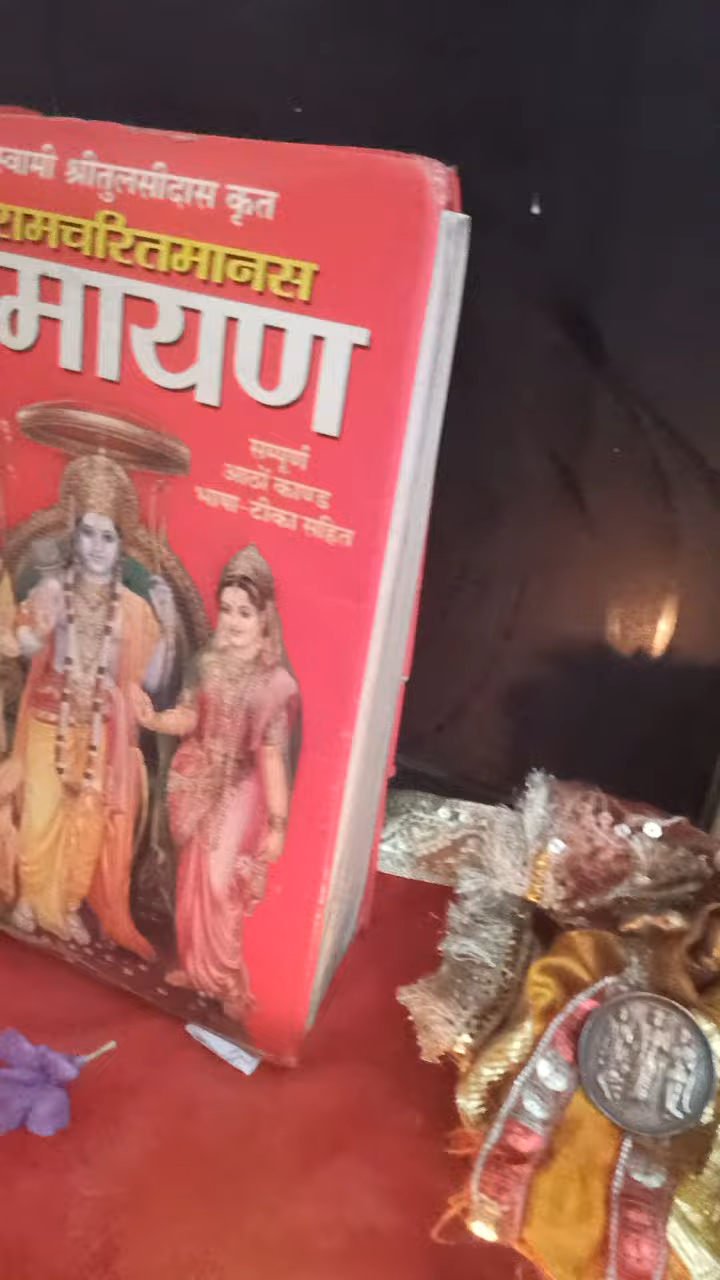 स्वामी श्रीतुलसीदास कृत
रामचरितमानस
मायण
सम्पूर्ण
आठों काण्ड
भाषा-टीका सहित